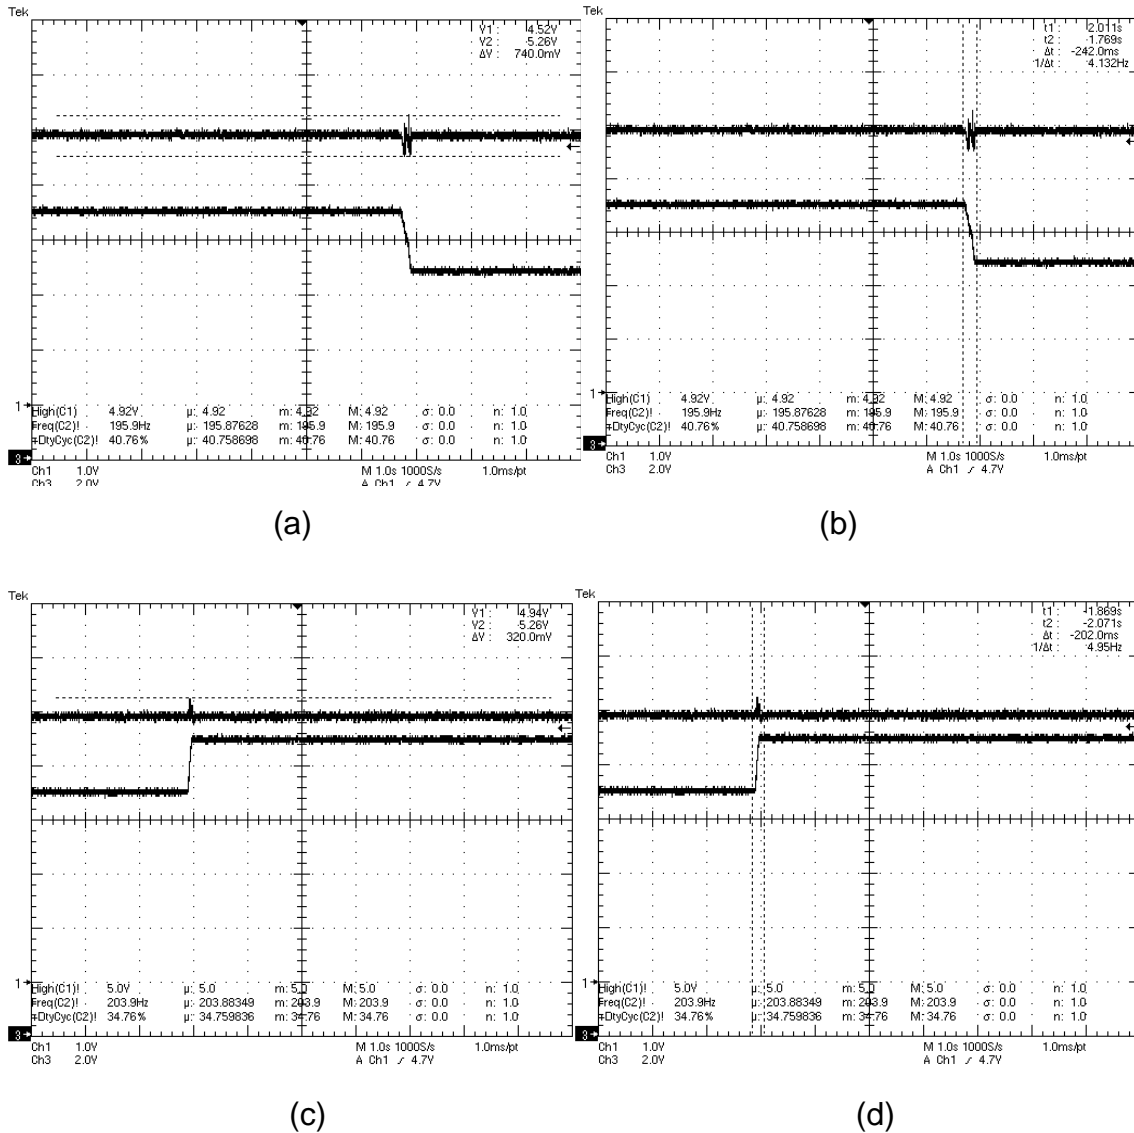 Tek
Y1 : 4.52V
Y2 : 5.26V
ΔY : 740.0mV
1
High(C1) 4.92V μ: 4.92 m: 4.92 M: 4.92 σ: 0.0 n: 1.0
Freq(C2)! 195.9Hz μ: 195.87628 m: 195.9 M: 195.9 σ: 0.0 n: 1.0
+DtyCyc(C2)! 40.76% μ: 40.758698 m: 40.76 M: 40.76 σ: 0.0 n: 1.0
3
Ch1 1.0V M 1.0s 1000S/s 1.0ms/pt
Ch3 2.0V A Ch1 ∕ 4.7V
(a)
t1 : 2.011s
t2 : 1.769s
Δt : -242.0ms
1/Δt : 4.132Hz
1
High(C1) 4.92V μ: 4.92 m: 4.92 M: 4.92 σ: 0.0 n: 1.0
Freq(C2)! 195.9Hz μ: 195.87628 m: 195.9 M: 195.9 σ: 0.0 n: 1.0
+DtyCyc(C2)! 40.76% μ: 40.758698 m: 40.76 M: 40.76 σ: 0.0 n: 1.0
3
Ch1 1.0V M 1.0s 1000S/s 1.0ms/pt
Ch3 2.0V A Ch1 ∕ 4.7V
(b)
Tek
Y1 : 4.94V
Y2 : 5.26V
ΔY : 320.0mV
1
High(C1)! 5.0V μ: 5.0 m: 5.0 M: 5.0 σ: 0.0 n: 1.0
Freq(C2)! 203.9Hz μ: 203.88349 m: 203.9 M: 203.9 σ: 0.0 n: 1.0
+DtyCyc(C2)! 34.76% μ: 34.759836 m: 34.76 M: 34.76 σ: 0.0 n: 1.0
3
Ch1 1.0V M 1.0s 1000S/s 1.0ms/pt
Ch3 2.0V A Ch1 ∕ 4.7V
(c)
Tek
t1 : -1.869s
t2 : -2.071s
Δt : -202.0ms
1/Δt : 4.95Hz
1
High(C1)! 5.0V μ: 5.0 m: 5.0 M: 5.0 σ: 0.0 n: 1.0
Freq(C2)! 203.9Hz μ: 203.88349 m: 203.9 M: 203.9 σ: 0.0 n: 1.0
+DtyCyc(C2)! 34.76% μ: 34.759836 m: 34.76 M: 34.76 σ: 0.0 n: 1.0
3
Ch1 1.0V M 1.0s 1000S/s 1.0ms/pt
Ch3 2.0V A Ch1 ∕ 4.7V
(d)